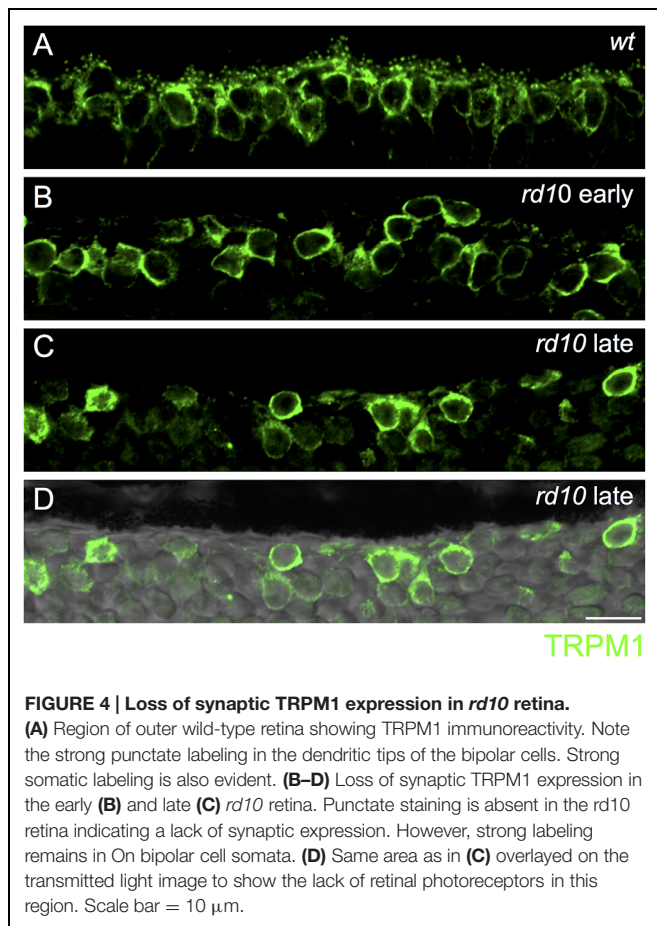 A
wt
B
rd10 early
C
rd10 late
D
rd10 late
TRPM1
FIGURE 4 | Loss of synaptic TRPM1 expression in rd10 retina.
(A) Region of outer wild-type retina showing TRPM1 immunoreactivity. Note
the strong punctate labeling in the dendritic tips of the bipolar cells. Strong
somatic labeling is also evident. (B–D) Loss of synaptic TRPM1 expression in
the early (B) and late (C) rd10 retina. Punctate staining is absent in the rd10
retina indicating a lack of synaptic expression. However, strong labeling
remains in On bipolar cell somata. (D) Same area as in (C) overlayed on the
transmitted light image to show the lack of retinal photoreceptors in this
region. Scale bar = 10 μm.